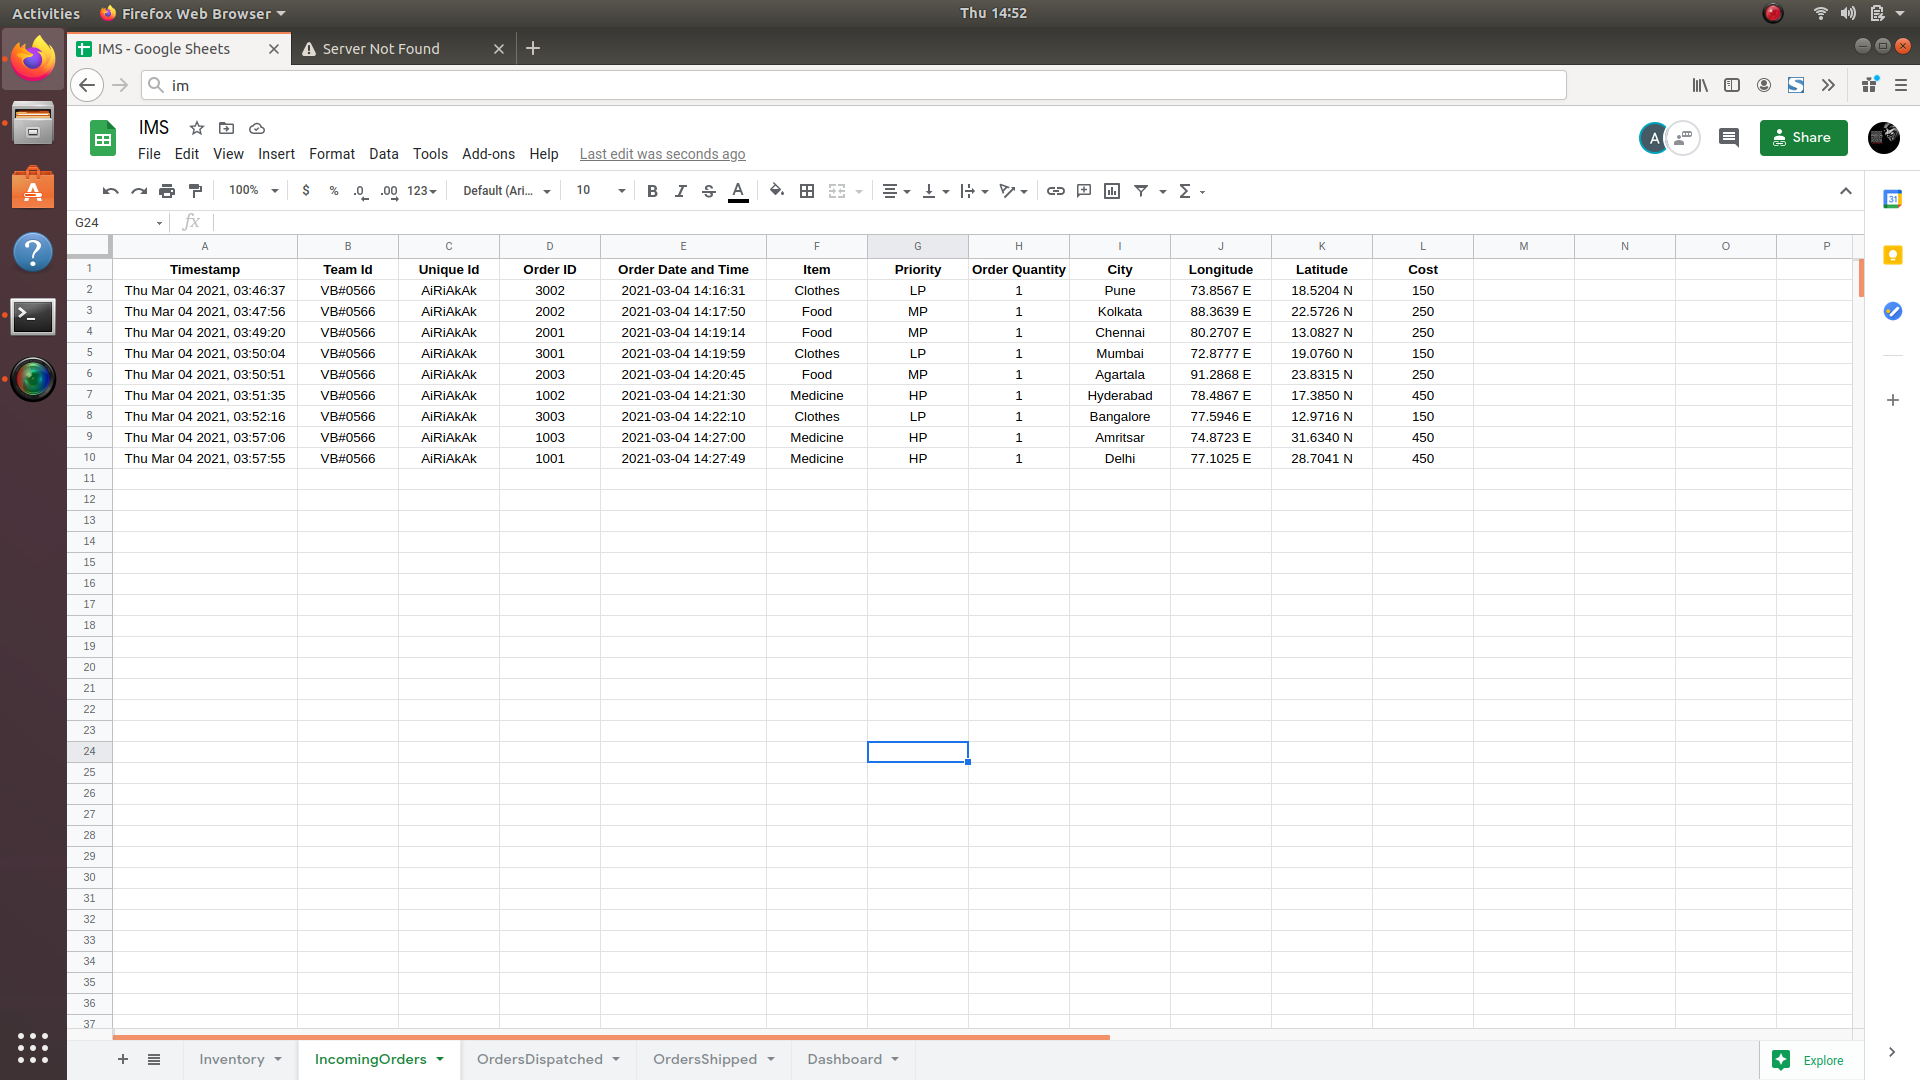 Activities Firefox Web Browser Thu 14:52
IMS - Google Sheets Server Not Found
im
IMS
File Edit View Insert Format Data Tools Add-ons Help Last edit was seconds ago
A Share
100% $ % .0 .00 123 Default (Ari... 10 B I S A Σ
31
G24 fx
A B C D E F G H I J K L M N O P
1 Timestamp Team Id Unique Id Order ID Order Date and Time Item Priority Order Quantity City Longitude Latitude Cost
2 Thu Mar 04 2021, 03:46:37 VB#0566 AiRiAkAk 3002 2021-03-04 14:16:31 Clothes LP 1 Pune 73.8567 E 18.5204 N 150
3 Thu Mar 04 2021, 03:47:56 VB#0566 AiRiAkAk 2002 2021-03-04 14:17:50 Food MP 1 Kolkata 88.3639 E 22.5726 N 250
4 Thu Mar 04 2021, 03:49:20 VB#0566 AiRiAkAk 2001 2021-03-04 14:19:14 Food MP 1 Chennai 80.2707 E 13.0827 N 250
5 Thu Mar 04 2021, 03:50:04 VB#0566 AiRiAkAk 3001 2021-03-04 14:19:59 Clothes LP 1 Mumbai 72.8777 E 19.0760 N 150
6 Thu Mar 04 2021, 03:50:51 VB#0566 AiRiAkAk 2003 2021-03-04 14:20:45 Food MP 1 Agartala 91.2868 E 23.8315 N 250
7 Thu Mar 04 2021, 03:51:35 VB#0566 AiRiAkAk 1002 2021-03-04 14:21:30 Medicine HP 1 Hyderabad 78.4867 E 17.3850 N 450
8 Thu Mar 04 2021, 03:52:16 VB#0566 AiRiAkAk 3003 2021-03-04 14:22:10 Clothes LP 1 Bangalore 77.5946 E 12.9716 N 150
9 Thu Mar 04 2021, 03:57:06 VB#0566 AiRiAkAk 1003 2021-03-04 14:27:00 Medicine HP 1 Amritsar 74.8723 E 31.6340 N 450
10 Thu Mar 04 2021, 03:57:55 VB#0566 AiRiAkAk 1001 2021-03-04 14:27:49 Medicine HP 1 Delhi 77.1025 E 28.7041 N 450
11
12
13
14
15
16
17
18
19
20
21
22
23
24
25
26
27
28
29
30
31
32
33
34
35
36
37
Inventory IncomingOrders OrdersDispatched OrdersShipped Dashboard Explore